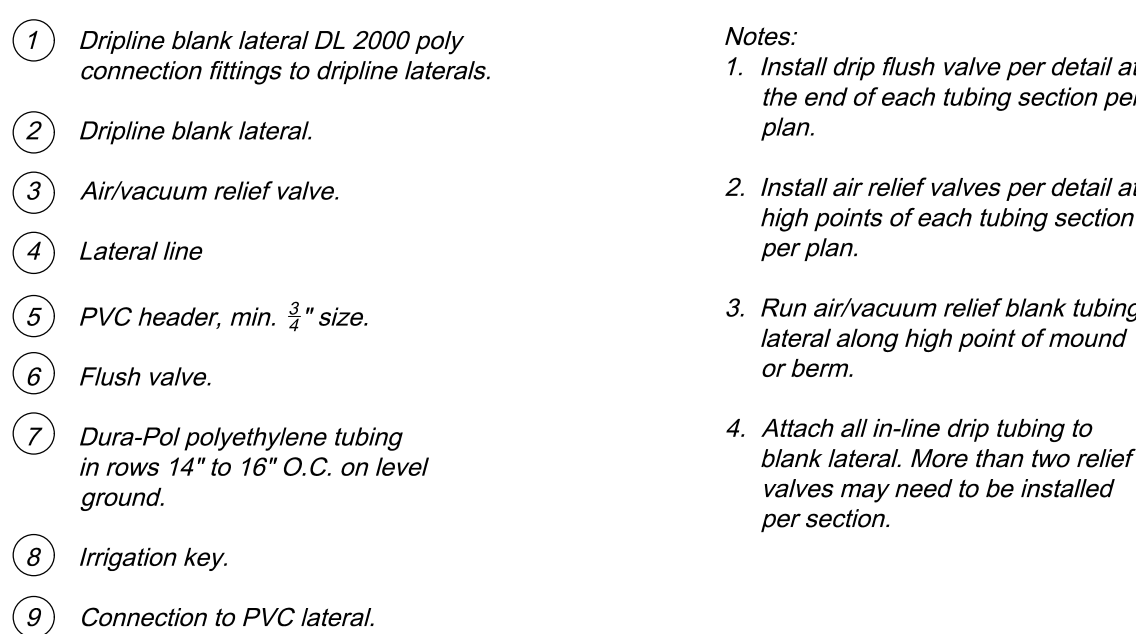 1 Dripline blank lateral DL 2000 poly
connection fittings to dripline laterals.
2 Dripline blank lateral.
3 Air/vacuum relief valve.
4 Lateral line
5 PVC header, min. 3/4" size.
6 Flush valve.
7 Dura-Pol polyethylene tubing
in rows 14" to 16" O.C. on level
ground.
8 Irrigation key.
9 Connection to PVC lateral.
Notes:
1. Install drip flush valve per detail at
the end of each tubing section per
plan.
2. Install air relief valves per detail at
high points of each tubing section
per plan.
3. Run air/vacuum relief blank tubing
lateral along high point of mound
or berm.
4. Attach all in-line drip tubing to
blank lateral. More than two relief
valves may need to be installed
per section.